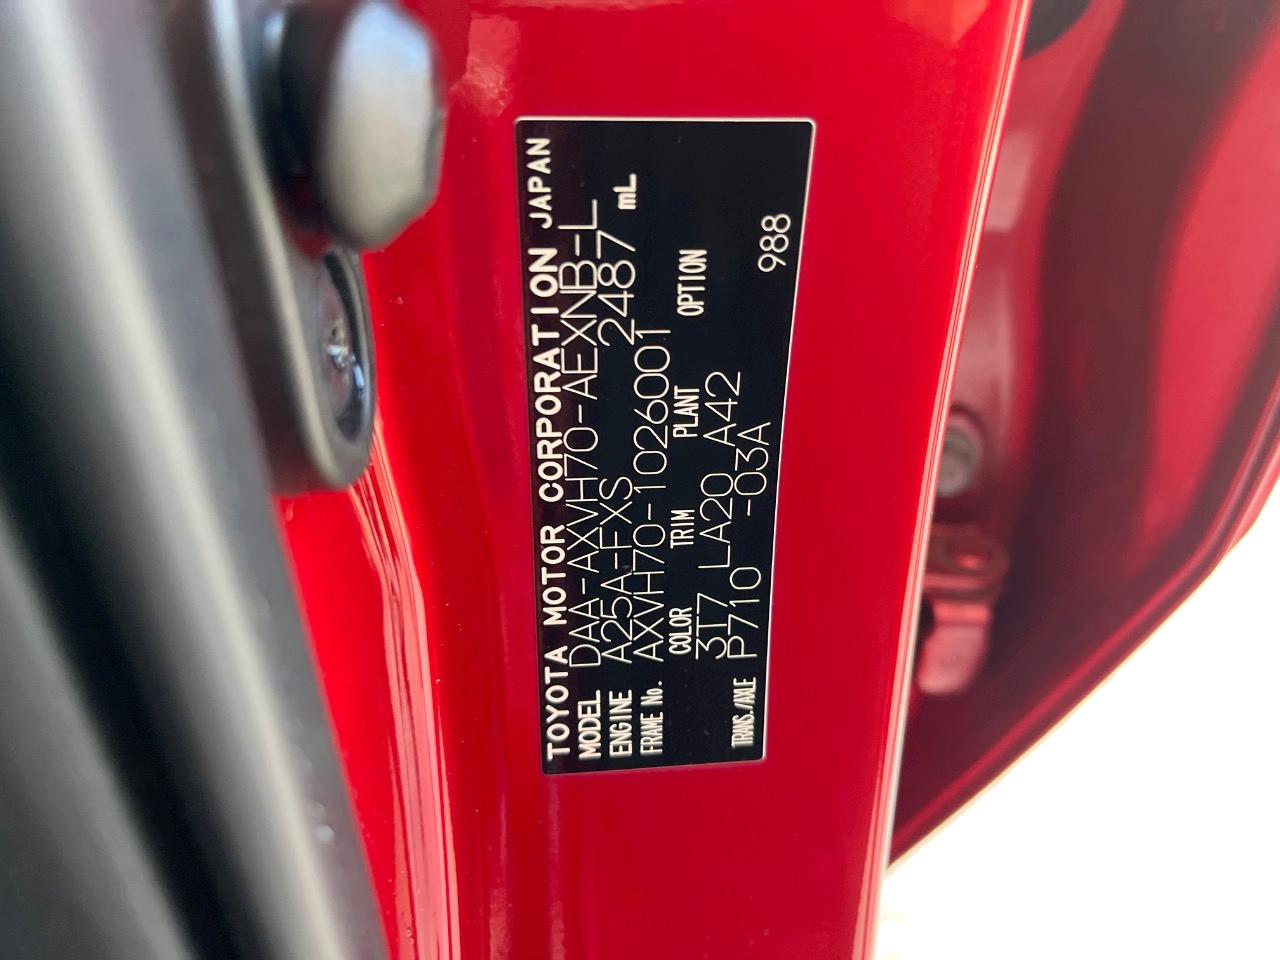 TOYOTA MOTOR CORPORATION JAPAN
MODEL DAA-AXVH70-AEXNB-L
ENGINE A25A-FXS 2487 mL
FRAME No. AXVH70-1026001
COLOR TRIM PLANT OPTION
3T7 LA20 A42
TRANS./AXLE P710 -03A 988